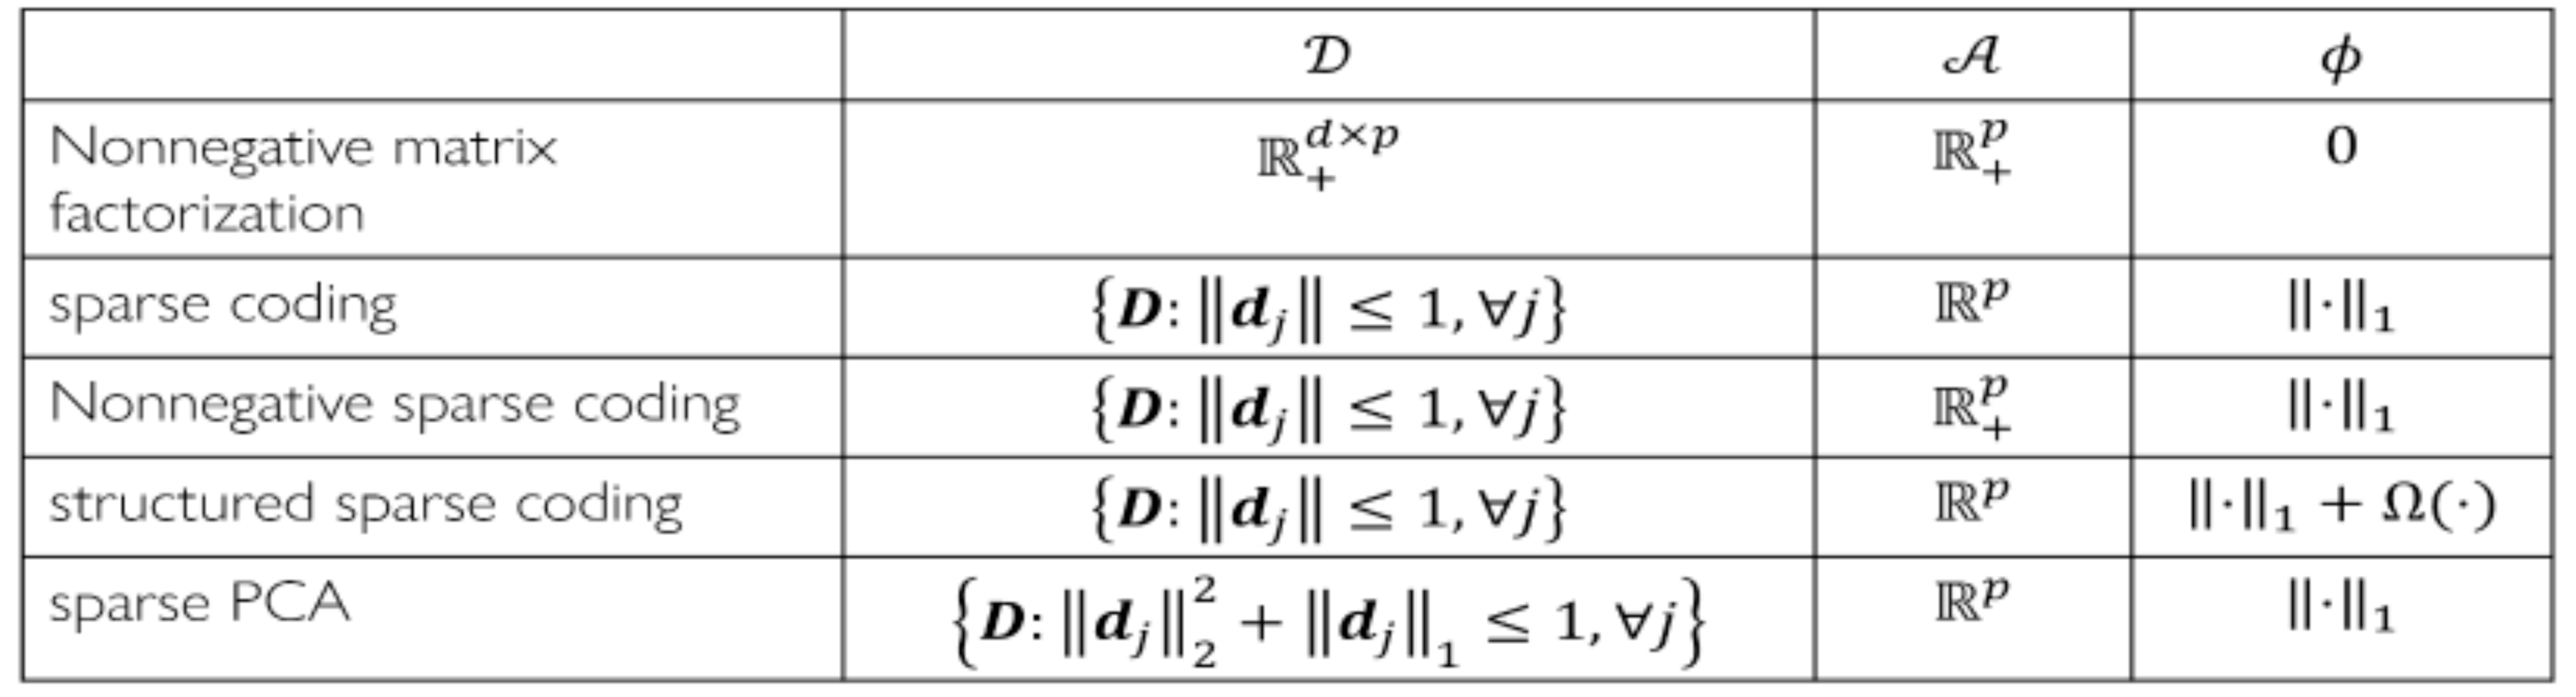 𝒟 𝒜 ϕ
Nonnegative matrix factorization ℝ₊^{d×p} ℝ₊^p 0
sparse coding {𝑫: ‖𝒅_j‖ ≤ 1, ∀j} ℝ^p ‖·‖₁
Nonnegative sparse coding {𝑫: ‖𝒅_j‖ ≤ 1, ∀j} ℝ₊^p ‖·‖₁
structured sparse coding {𝑫: ‖𝒅_j‖ ≤ 1, ∀j} ℝ^p ‖·‖₁ + Ω(·)
sparse PCA {𝑫: ‖𝒅_j‖₂² + ‖𝒅_j‖₁ ≤ 1, ∀j} ℝ^p ‖·‖₁